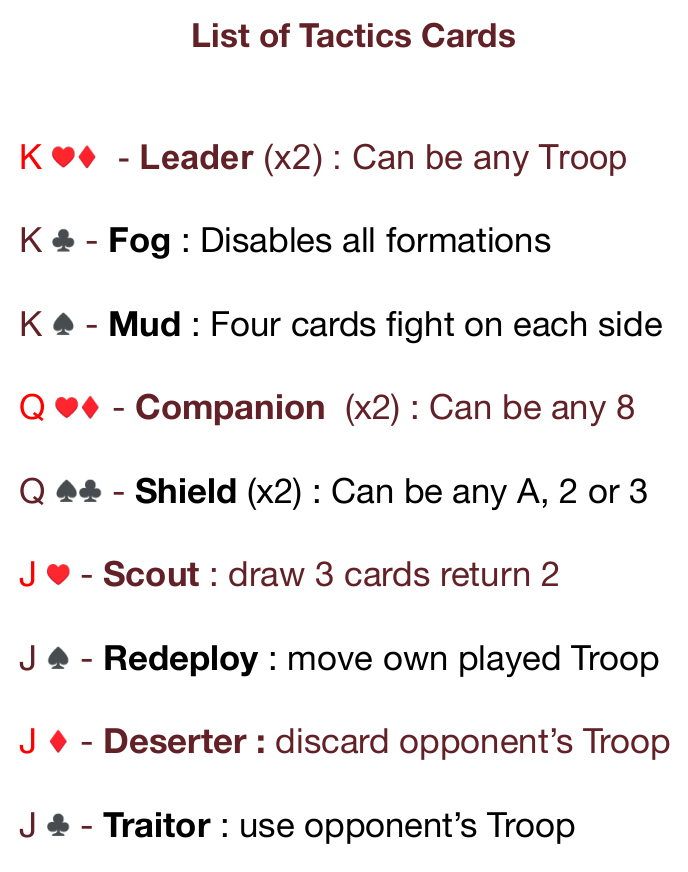 List of Tactics Cards
K ♥♦ - Leader (x2) : Can be any Troop
K ♣ - Fog : Disables all formations
K ♠ - Mud : Four cards fight on each side
Q ♥♦ - Companion (x2) : Can be any 8
Q ♠♣ - Shield (x2) : Can be any A, 2 or 3
J ♥ - Scout : draw 3 cards return 2
J ♠ - Redeploy : move own played Troop
J ♦ - Deserter : discard opponent’s Troop
J ♣ - Traitor : use opponent’s Troop